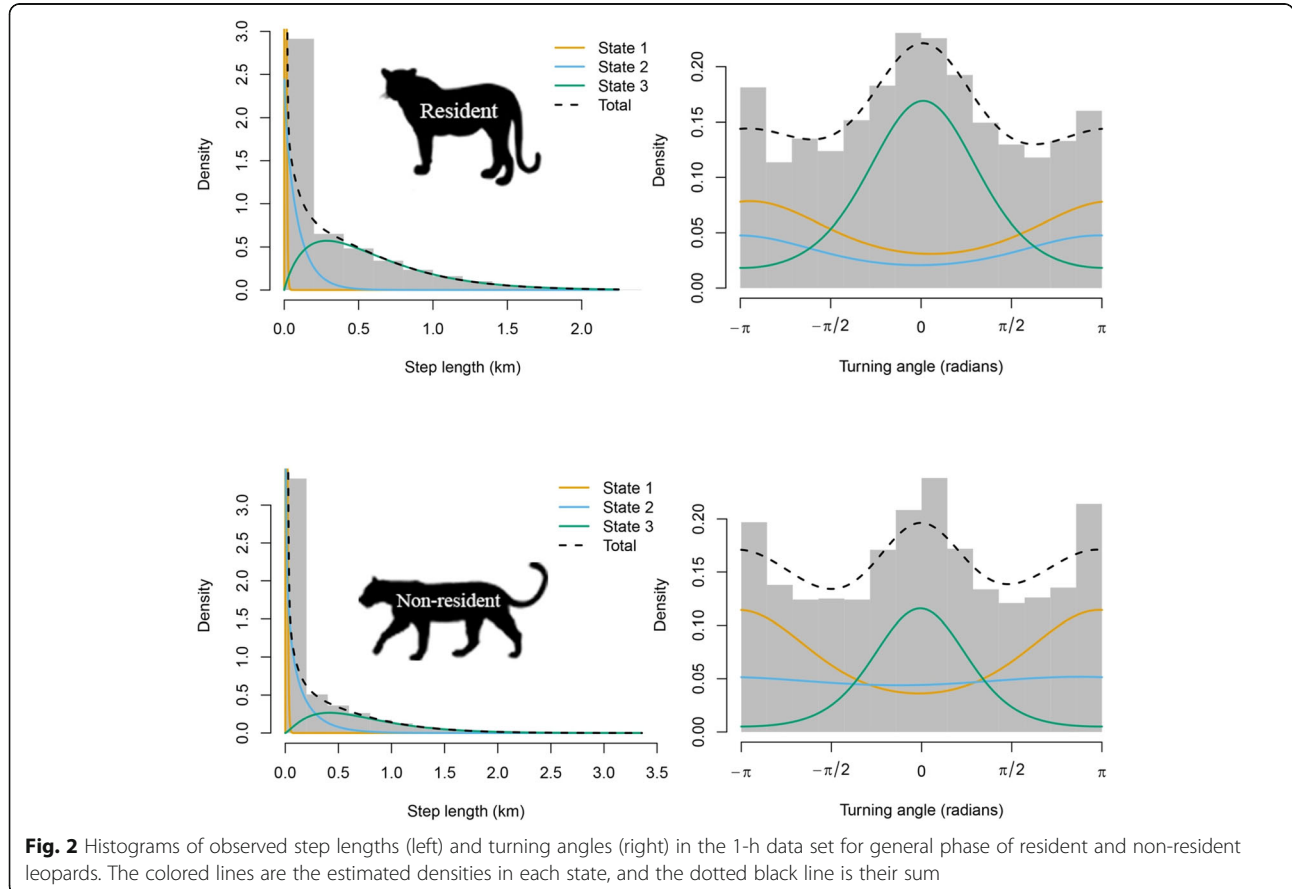 3.0
2.5
2.0
1.5
1.0
0.5
0.0
Density
State 1
State 2
State 3
Total
Resident
0.0 0.5 1.0 1.5 2.0
Step length (km)
0.20
0.15
0.10
0.05
0.00
Density
−π −π/2 0 π/2 π
Turning angle (radians)
3.0
2.5
2.0
1.5
1.0
0.5
0.0
Density
State 1
State 2
State 3
Total
Non-resident
0.0 0.5 1.0 1.5 2.0 2.5 3.0 3.5
Step length (km)
0.20
0.15
0.10
0.05
0.00
Density
−π −π/2 0 π/2 π
Turning angle (radians)
Fig. 2 Histograms of observed step lengths (left) and turning angles (right) in the 1-h data set for general phase of resident and non-resident
leopards. The colored lines are the estimated densities in each state, and the dotted black line is their sum